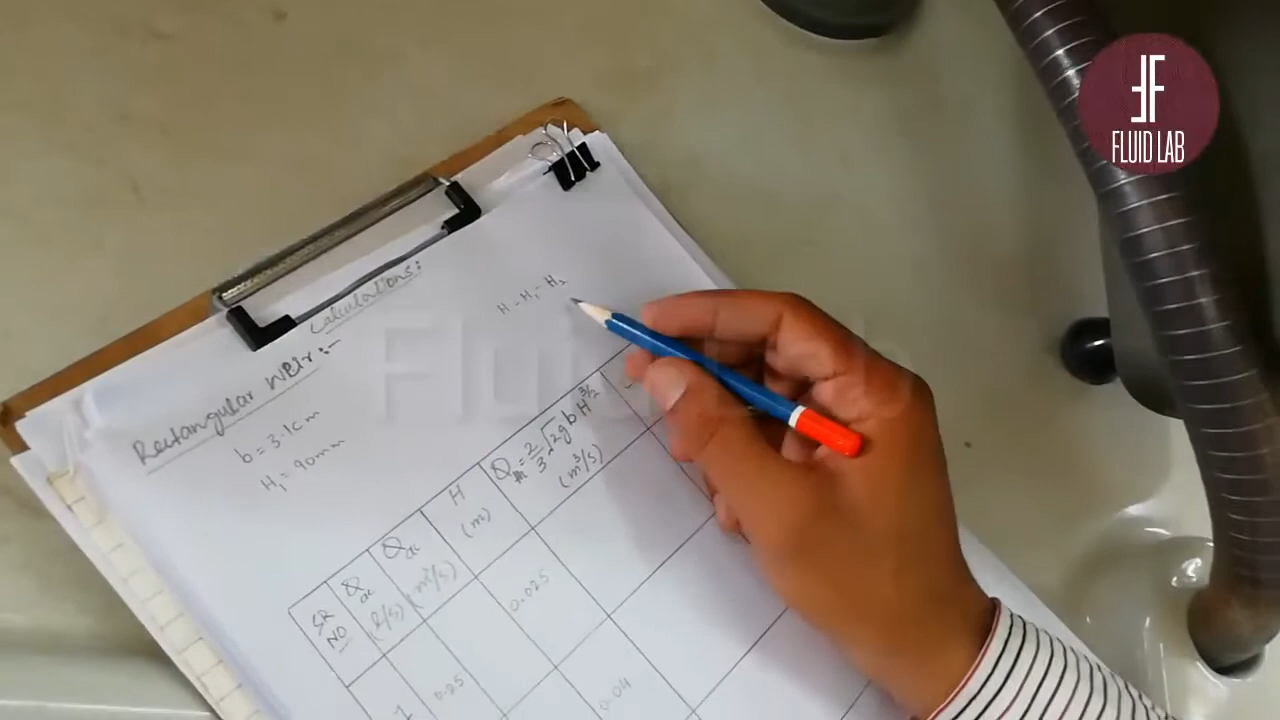 FLUID LAB
Calculations:
H = H₁ - H₂
Rectangular Weir:-
b = 3.1cm
H₁ = 90mm
SR NO
Qac (l/s)
Qac (m³/s)
H (m)
Qth = 2/3 √2g b H^3/2 (m³/s)
1
0.25
0.025
0.04
Fluid